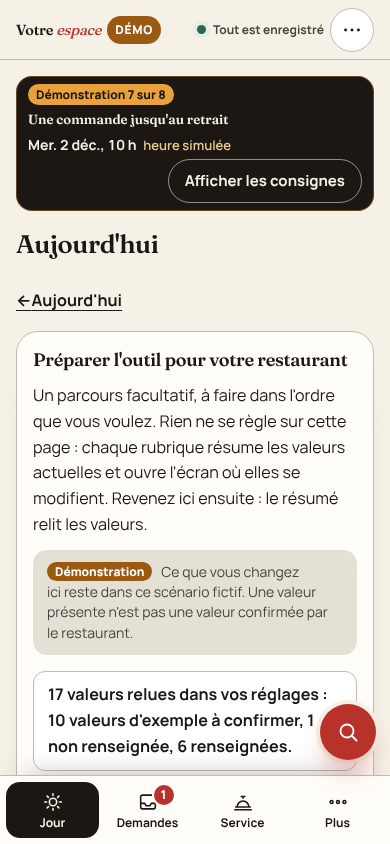 Votre espace DÉMO
Tout est enregistré
Démonstration 7 sur 8
Une commande jusqu'au retrait
Mer. 2 déc., 10 h heure simulée
Afficher les consignes
Aujourd'hui
←Aujourd'hui
Préparer l'outil pour votre restaurant
Un parcours facultatif, à faire dans l'ordre
que vous voulez. Rien ne se règle sur cette
page : chaque rubrique résume les valeurs
actuelles et ouvre l'écran où elles se
modifient. Revenez ici ensuite : le résumé
relit les valeurs.
Démonstration Ce que vous changez
ici reste dans ce scénario fictif. Une valeur
présente n'est pas une valeur confirmée par
le restaurant.
17 valeurs relues dans vos réglages :
10 valeurs d'exemple à confirmer, 1
non renseignée, 6 renseignées.
1
Jour
Demandes
Service
Plus